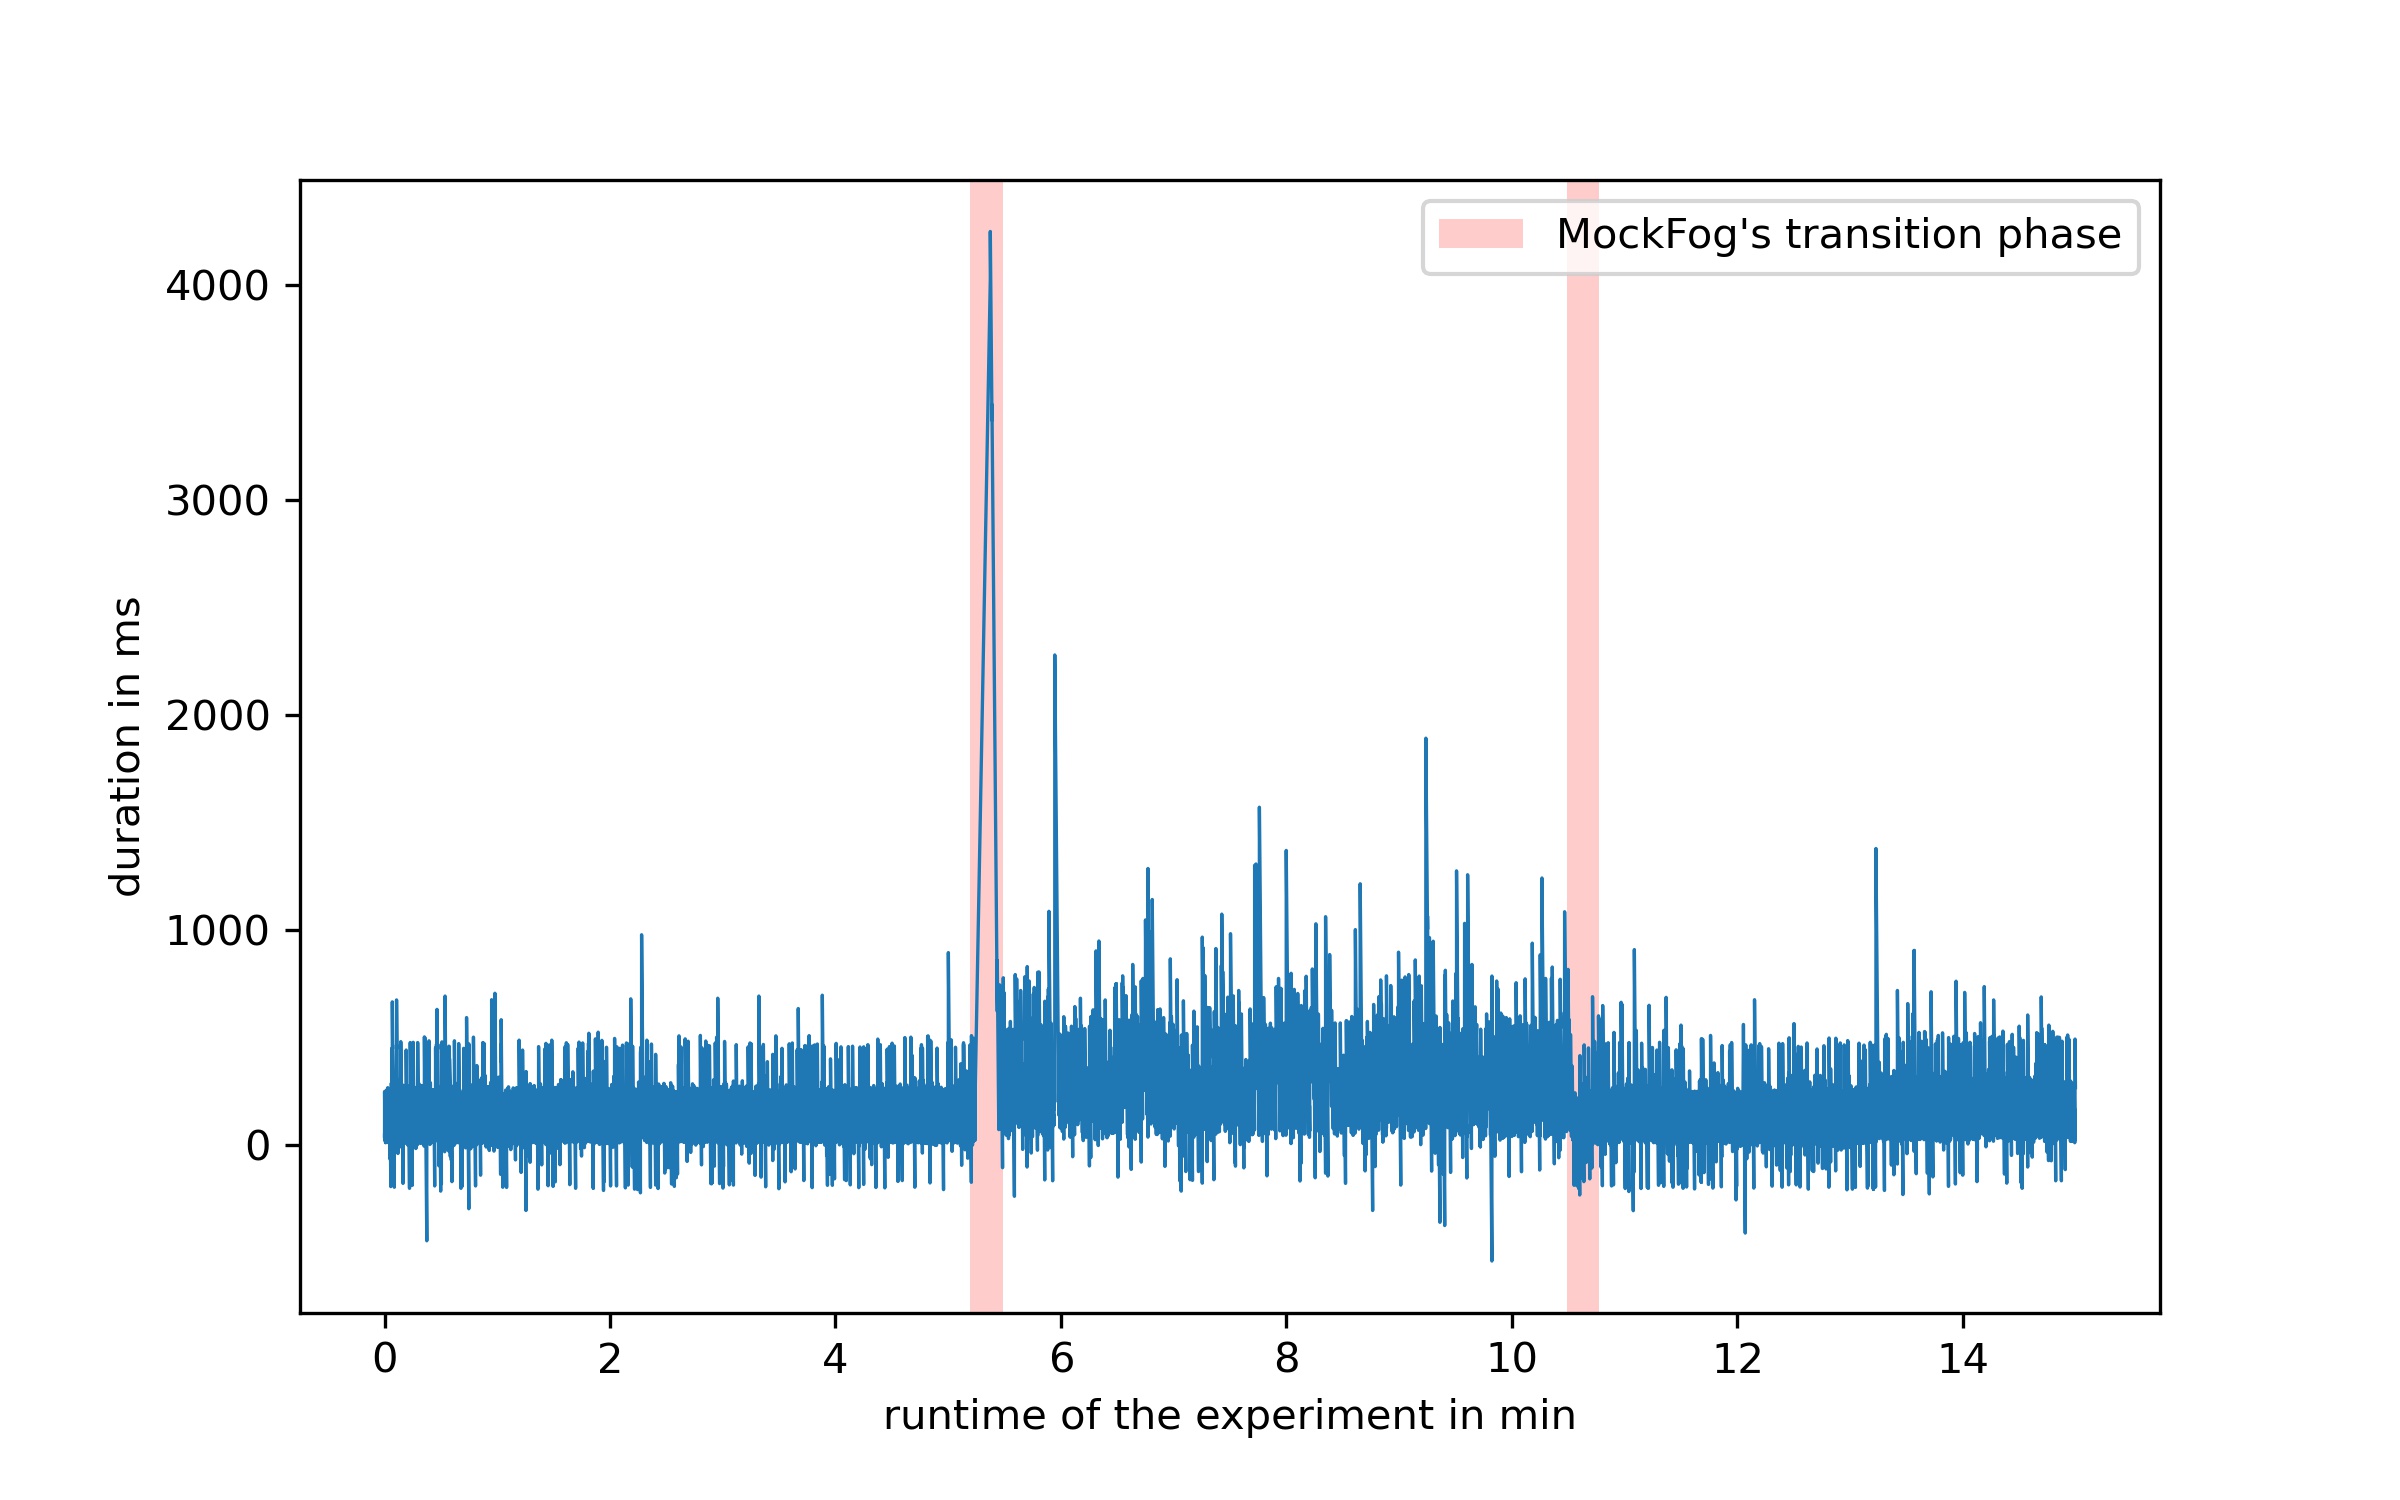 MockFog's transition phase
4000
3000
2000
1000
0
duration in ms
0 2 4 6 8 10 12 14
runtime of the experiment in min